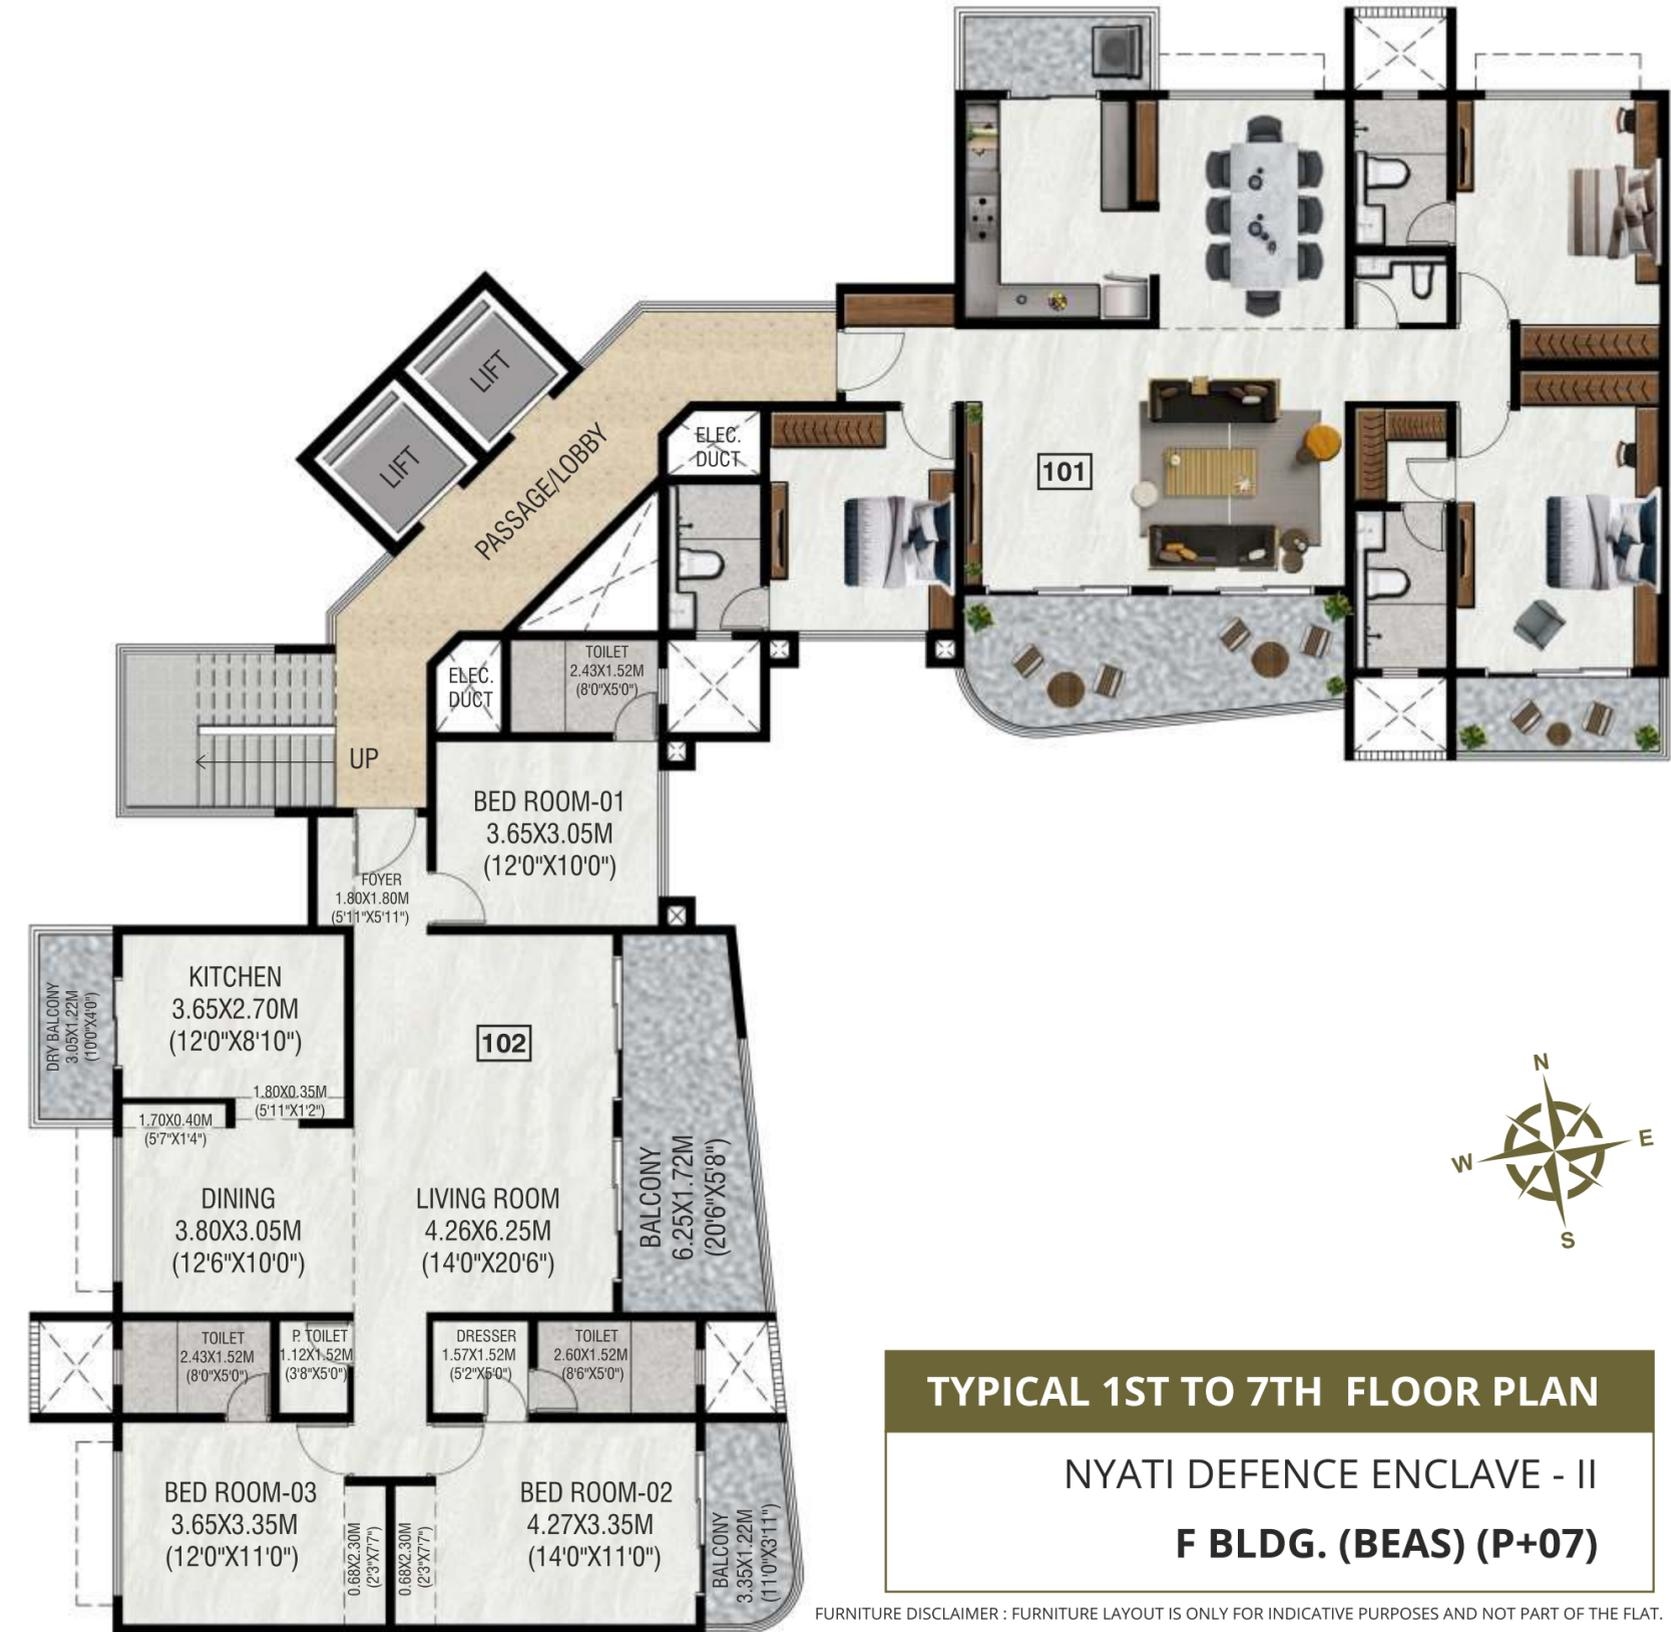 LIFT
LIFT
PASSAGE/LOBBY
ELEC.
DUCT
101
ELEC.
DUCT
TOILET
2.43X1.52M
(8'0"X5'0")
UP
BED ROOM-01
3.65X3.05M
(12'0"X10'0")
FOYER
1.80X1.80M
(5'11"X5'11")
DRY BALCONY
3.05X1.22M
(10'0"X4'0")
KITCHEN
3.65X2.70M
(12'0"X8'10")
102
1.80X0.35M
(5'11"X1'2")
1.70X0.40M
(5'7"X1'4")
DINING
3.80X3.05M
(12'6"X10'0")
LIVING ROOM
4.26X6.25M
(14'0"X20'6")
BALCONY
6.25X1.72M
(20'6"X5'8")
N
E
W
S
TOILET
2.43X1.52M
(8'0"X5'0")
P. TOILET
1.12X1.52M
(3'8"X5'0")
DRESSER
1.57X1.52M
(5'2"X5'0")
TOILET
2.60X1.52M
(8'6"X5'0")
BED ROOM-03
3.65X3.35M
(12'0"X11'0")
0.68X2.30M
(2'3"X7'7")
0.68X2.30M
(2'3"X7'7")
BED ROOM-02
4.27X3.35M
(14'0"X11'0")
BALCONY
3.35X1.22M
(11'0"X3'11")
TYPICAL 1ST TO 7TH FLOOR PLAN
NYATI DEFENCE ENCLAVE - II
F BLDG. (BEAS) (P+07)
FURNITURE DISCLAIMER : FURNITURE LAYOUT IS ONLY FOR INDICATIVE PURPOSES AND NOT PART OF THE FLAT.